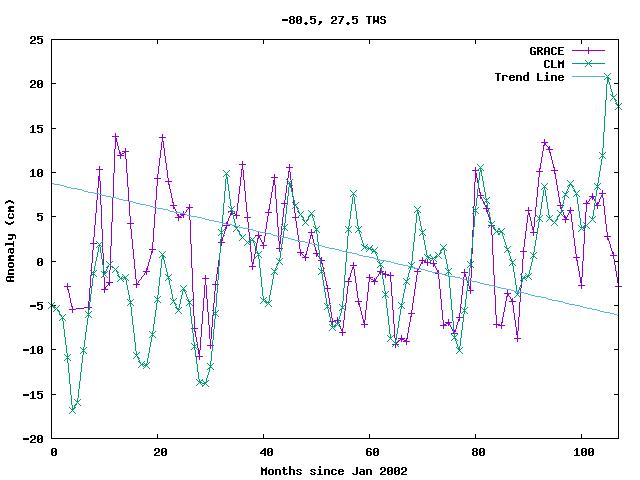 -80.5, 27.5 TWS
GRACE
CLM
Trend Line
Anomaly (cm)
25
20
15
10
5
0
-5
-10
-15
-20
0 20 40 60 80 100
Months since Jan 2002